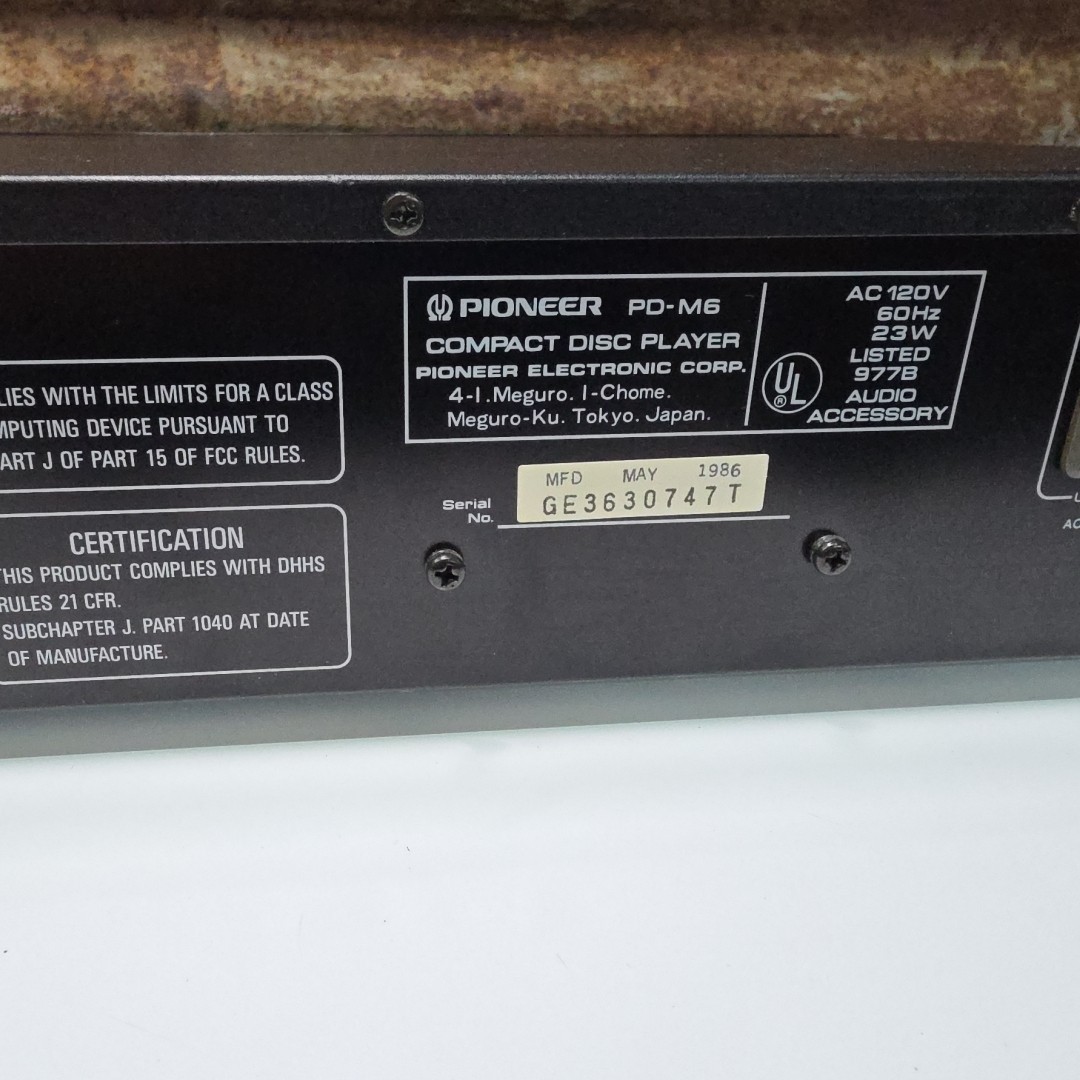 LIES WITH THE LIMITS FOR A CLASS
MPUTING DEVICE PURSUANT TO
ART J OF PART 15 OF FCC RULES.
CERTIFICATION
THIS PRODUCT COMPLIES WITH DHHS
RULES 21 CFR.
SUBCHAPTER J. PART 1040 AT DATE
OF MANUFACTURE.
PIONEER PD-M6
COMPACT DISC PLAYER
PIONEER ELECTRONIC CORP.
4-1. Meguro. 1-Chome.
Meguro-Ku. Tokyo. Japan.
UL
®
AC 120V
60Hz
23W
LISTED
977B
AUDIO
ACCESSORY
MFD MAY 1986
Serial
No.
GE3630747T
AC